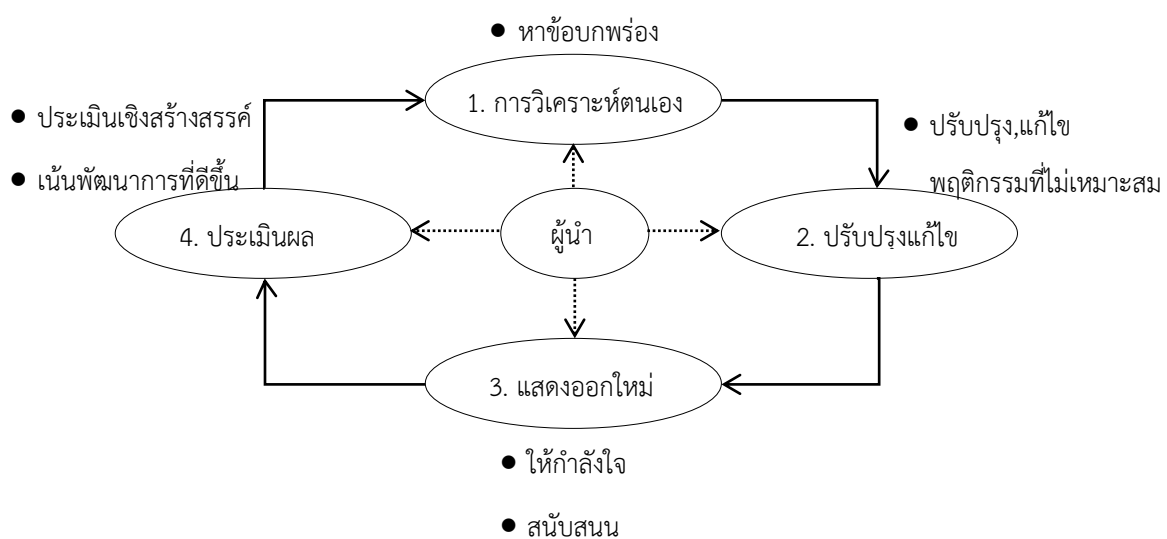 ● หาข้อบกพร่อง
1. การวิเคราะห์ตนเอง
● ประเมินเชิงสร้างสรรค์
● เน้นพัฒนาการที่ดีขึ้น
● ปรับปรุง,แก้ไข
พฤติกรรมที่ไม่เหมาะสม
4. ประเมินผล
ผู้นำ
2. ปรับปรุงแก้ไข
3. แสดงออกใหม่
● ให้กำลังใจ
● สนับสนน